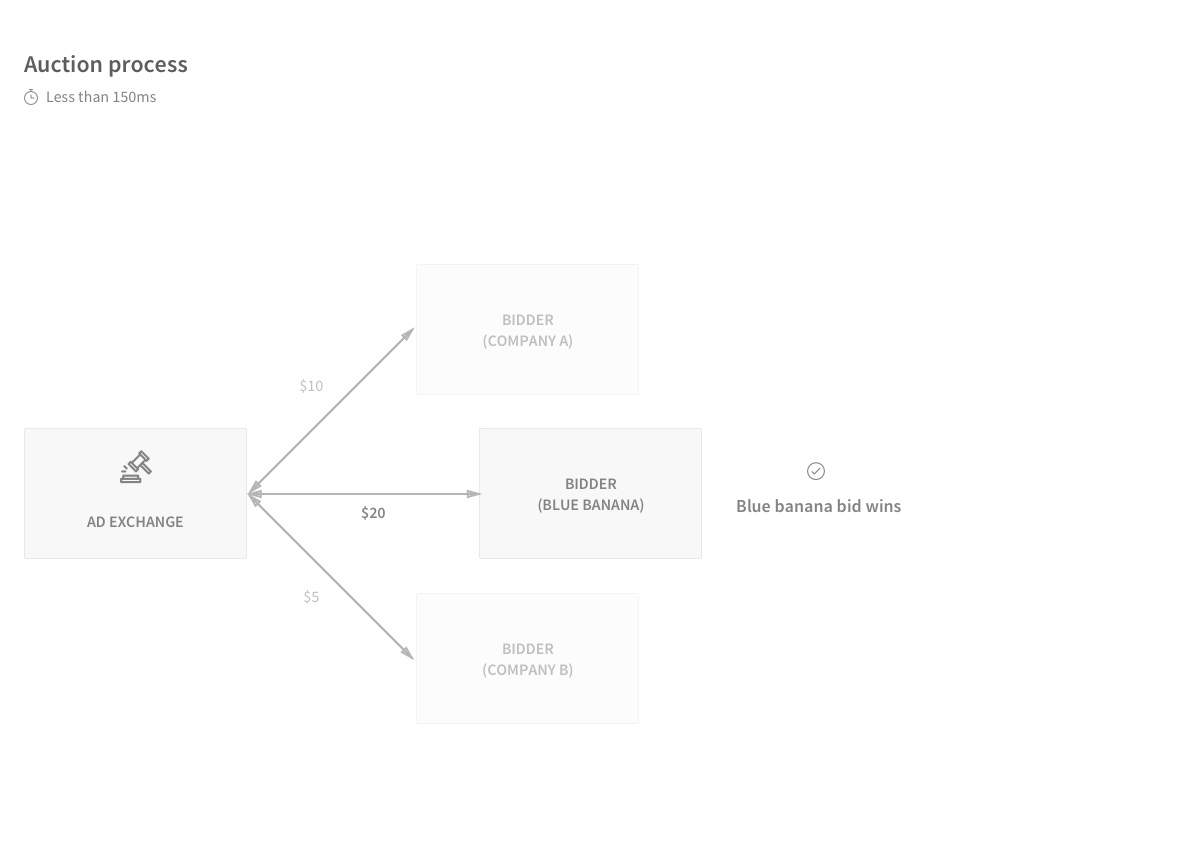 Auction process
Less than 150ms
BIDDER
(COMPANY A)
$10
AD EXCHANGE
$20
BIDDER
(BLUE BANANA)
Blue banana bid wins
$5
BIDDER
(COMPANY B)